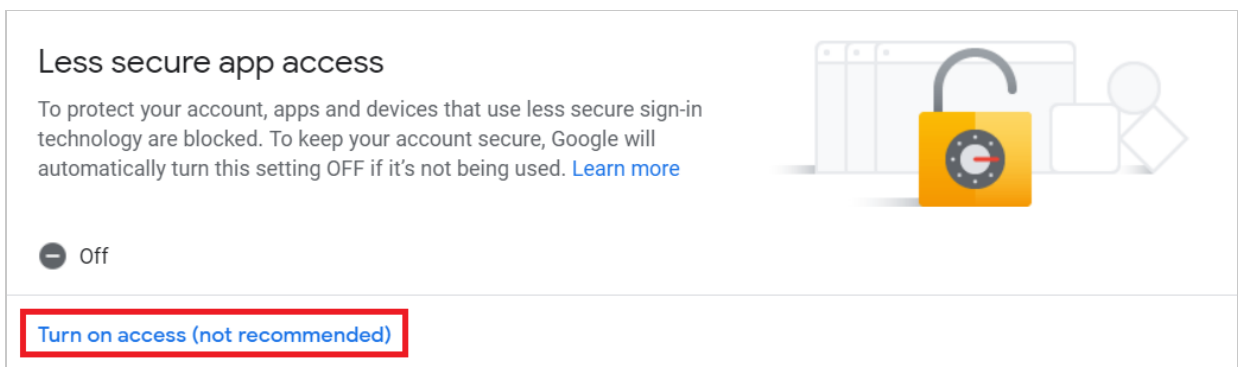 Less secure app access
To protect your account, apps and devices that use less secure sign-in
technology are blocked. To keep your account secure, Google will
automatically turn this setting OFF if it’s not being used. Learn more
Off
Turn on access (not recommended)